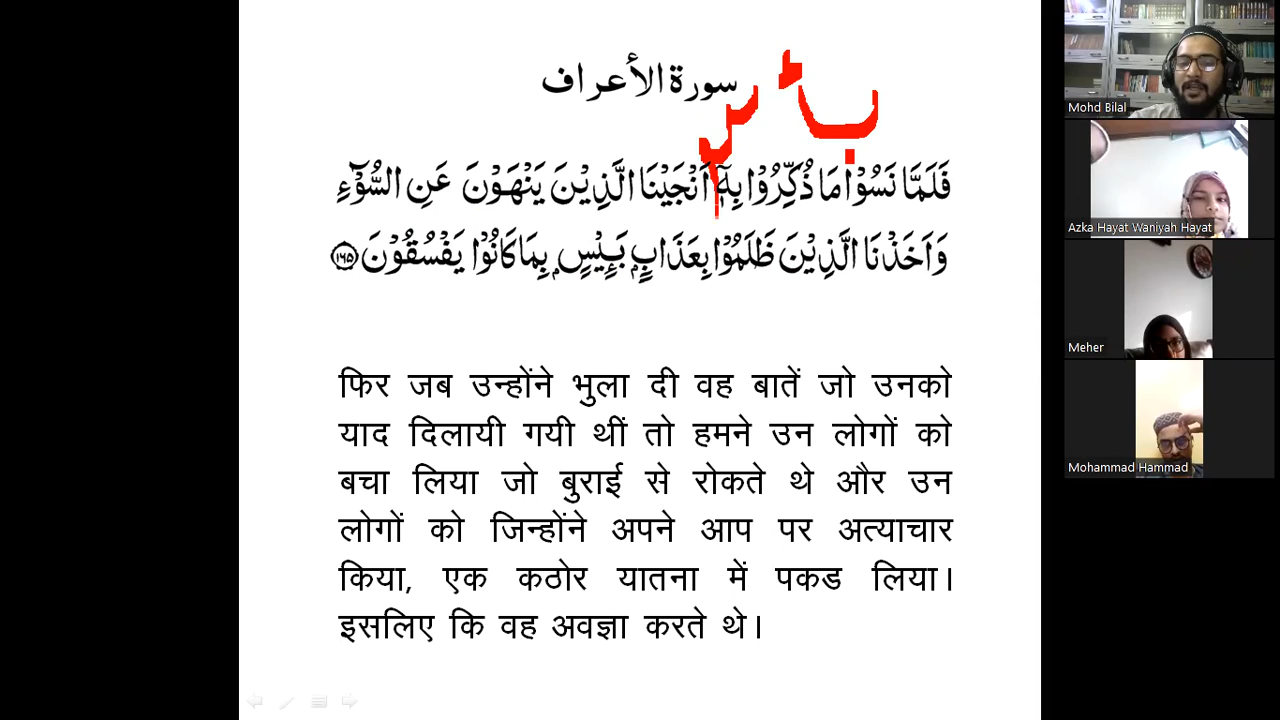 سورة الأعراف
فَلَمَّا نَسُوْا مَا ذُكِّرُوْا بِهٖۤ اَنْجَيْنَا الَّذِيْنَ يَنْهَوْنَ عَنِ السُّوْٓءِ
وَاَخَذْنَا الَّذِيْنَ ظَلَمُوْا بِعَذَابٍۭ بَـِٔيْسٍۭ بِمَا كَانُوْا يَفْسُقُوْنَ ﴿۱۶۵﴾
फिर जब उन्होंने भुला दी वह बातें जो उनको
याद दिलायी गयी थीं तो हमने उन लोगों को
बचा लिया जो बुराई से रोकते थे और उन
लोगों को जिन्होंने अपने आप पर अत्याचार
किया, एक कठोर यातना में पकड लिया।
इसलिए कि वह अवज्ञा करते थे।
Mohd Bilal
Azka Hayat Waniyah Hayat
Meher
Mohammad Hammad